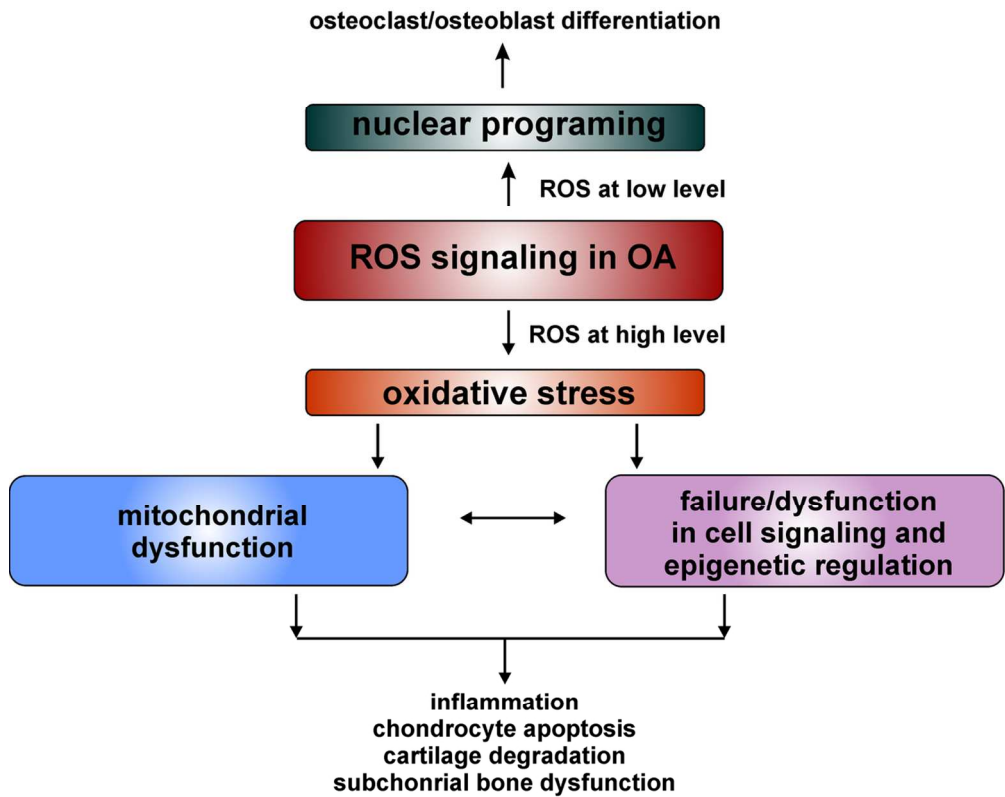 osteoclast/osteoblast differentiation
nuclear programing
ROS at low level
ROS signaling in OA
ROS at high level
oxidative stress
mitochondrial
dysfunction
failure/dysfunction
in cell signaling and
epigenetic regulation
inflammation
chondrocyte apoptosis
cartilage degradation
subchonrial bone dysfunction